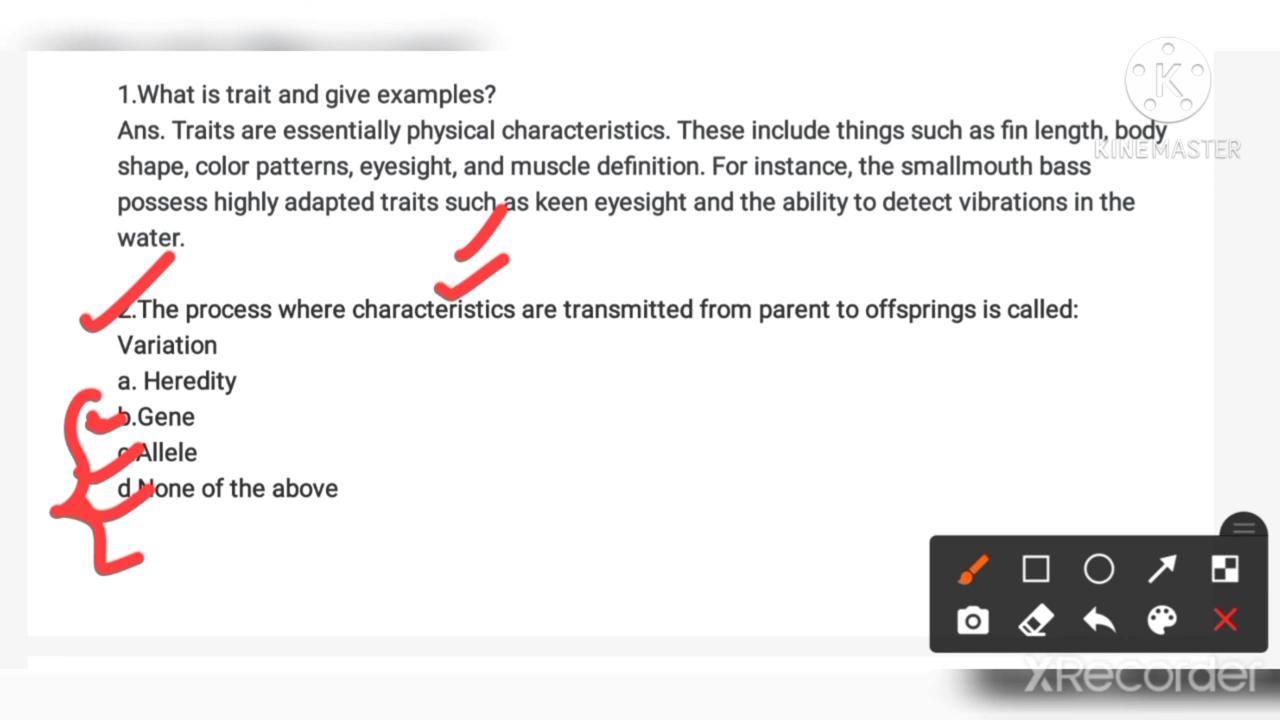 1.What is trait and give examples?
Ans. Traits are essentially physical characteristics. These include things such as fin length, body
shape, color patterns, eyesight, and muscle definition. For instance, the smallmouth bass
possess highly adapted traits such as keen eyesight and the ability to detect vibrations in the
water.
2.The process where characteristics are transmitted from parent to offsprings is called:
Variation
a. Heredity
b.Gene
c.Allele
d.None of the above
K
KINEMASTER
XRecorder